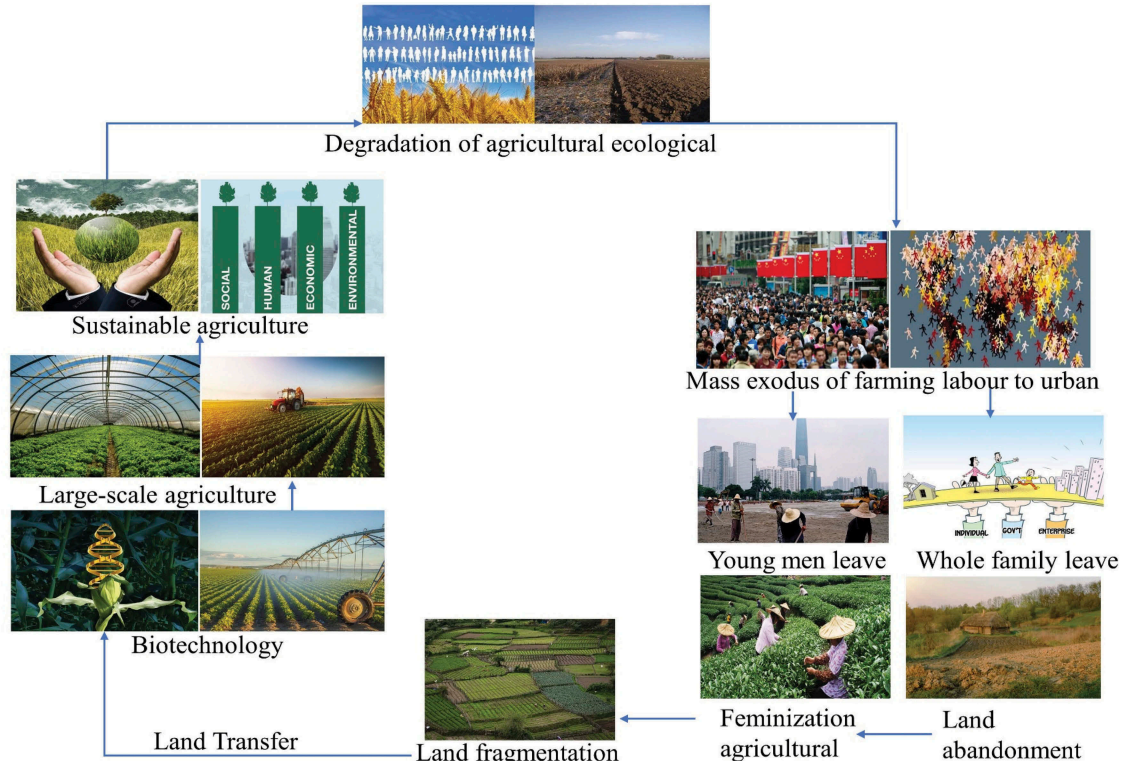 Degradation of agricultural ecological
SOCIAL
HUMAN
ECONOMIC
ENVIRONMENTAL
Sustainable agriculture
Mass exodus of farming labour to urban
Large-scale agriculture
INDIVIDUAL
GOV'T
ENTERPRISE
Young men leave
Whole family leave
Biotechnology
Land Transfer
Land fragmentation
Feminization
agricultural
Land
abandonment